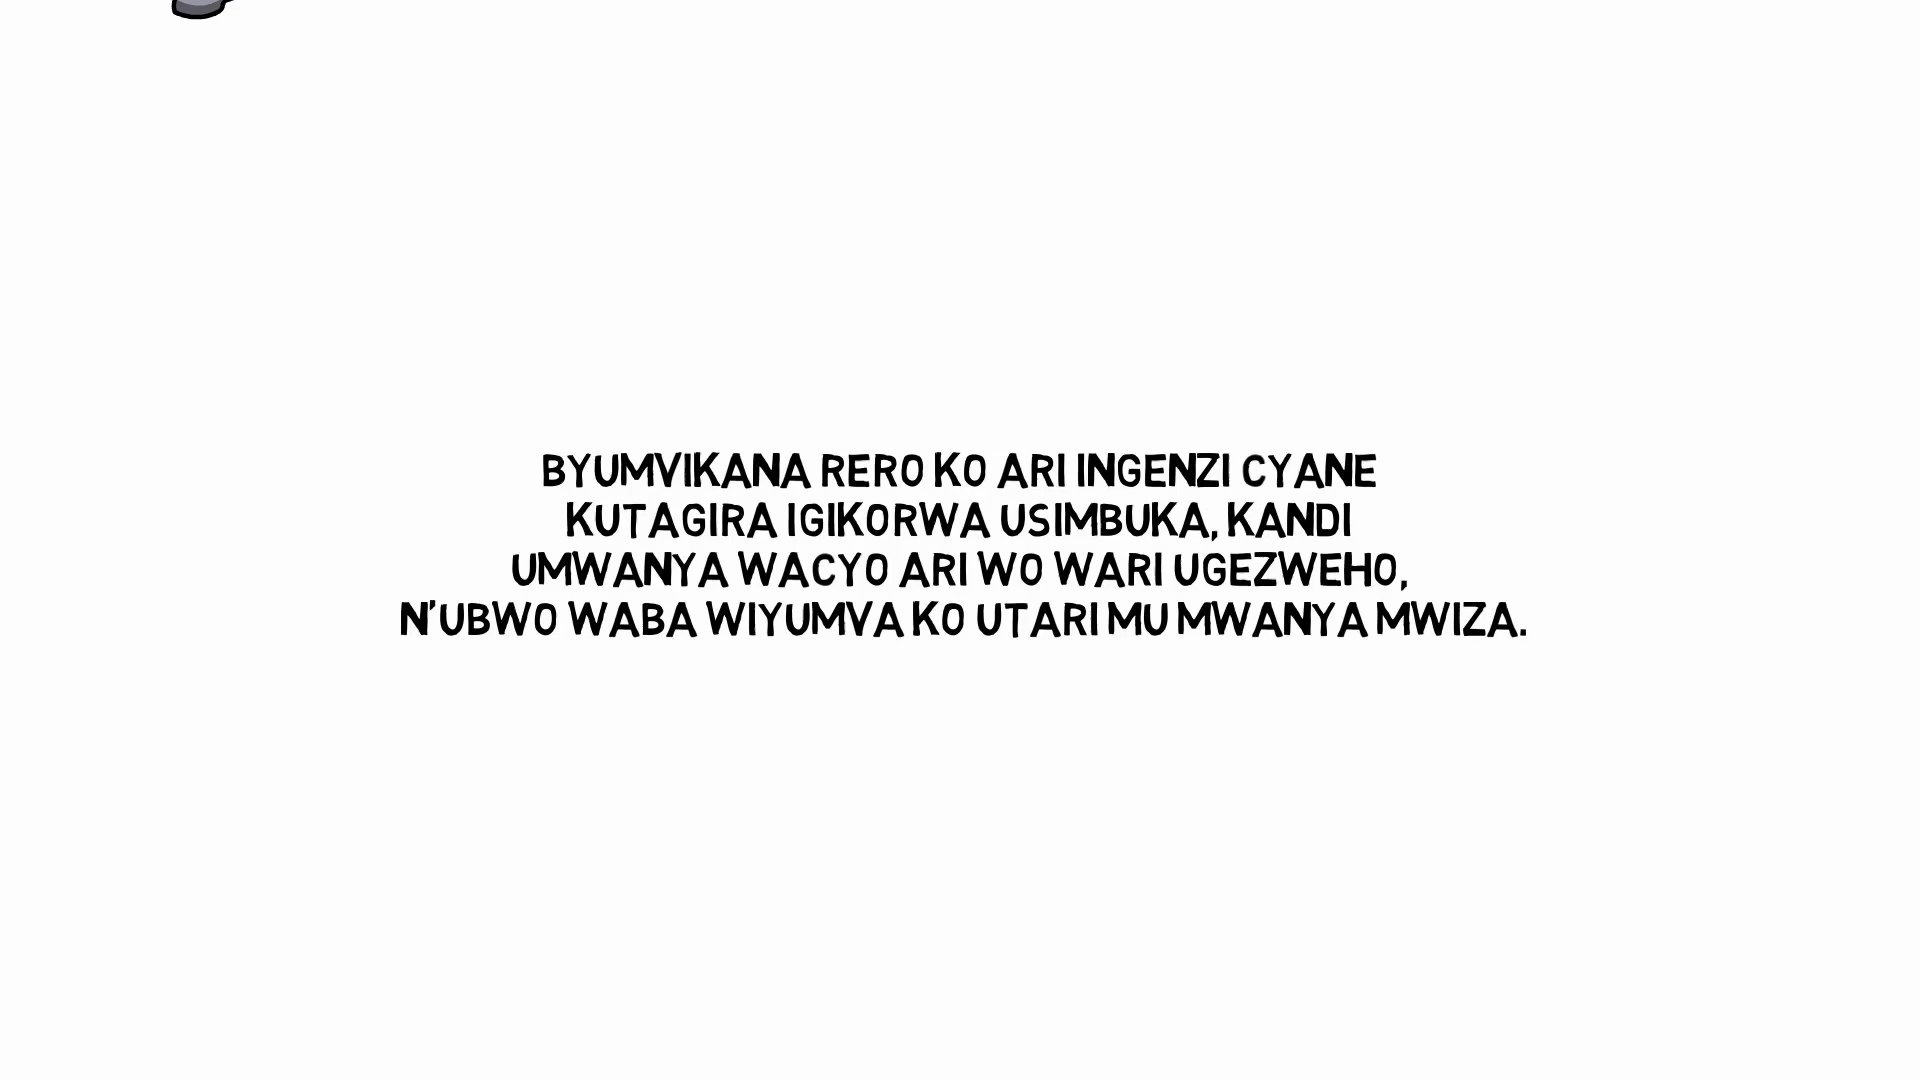 BYUMVIKANA RERO KO ARI INGENZI CYANE
KUTAGIRA IGIKORWA USIMBUKA, KANDI
UMWANYA WACYO ARI WO WARI UGEZWEHO,
N'UBWO WABA WIYUMVA KO UTARI MU MWANYA MWIZA.